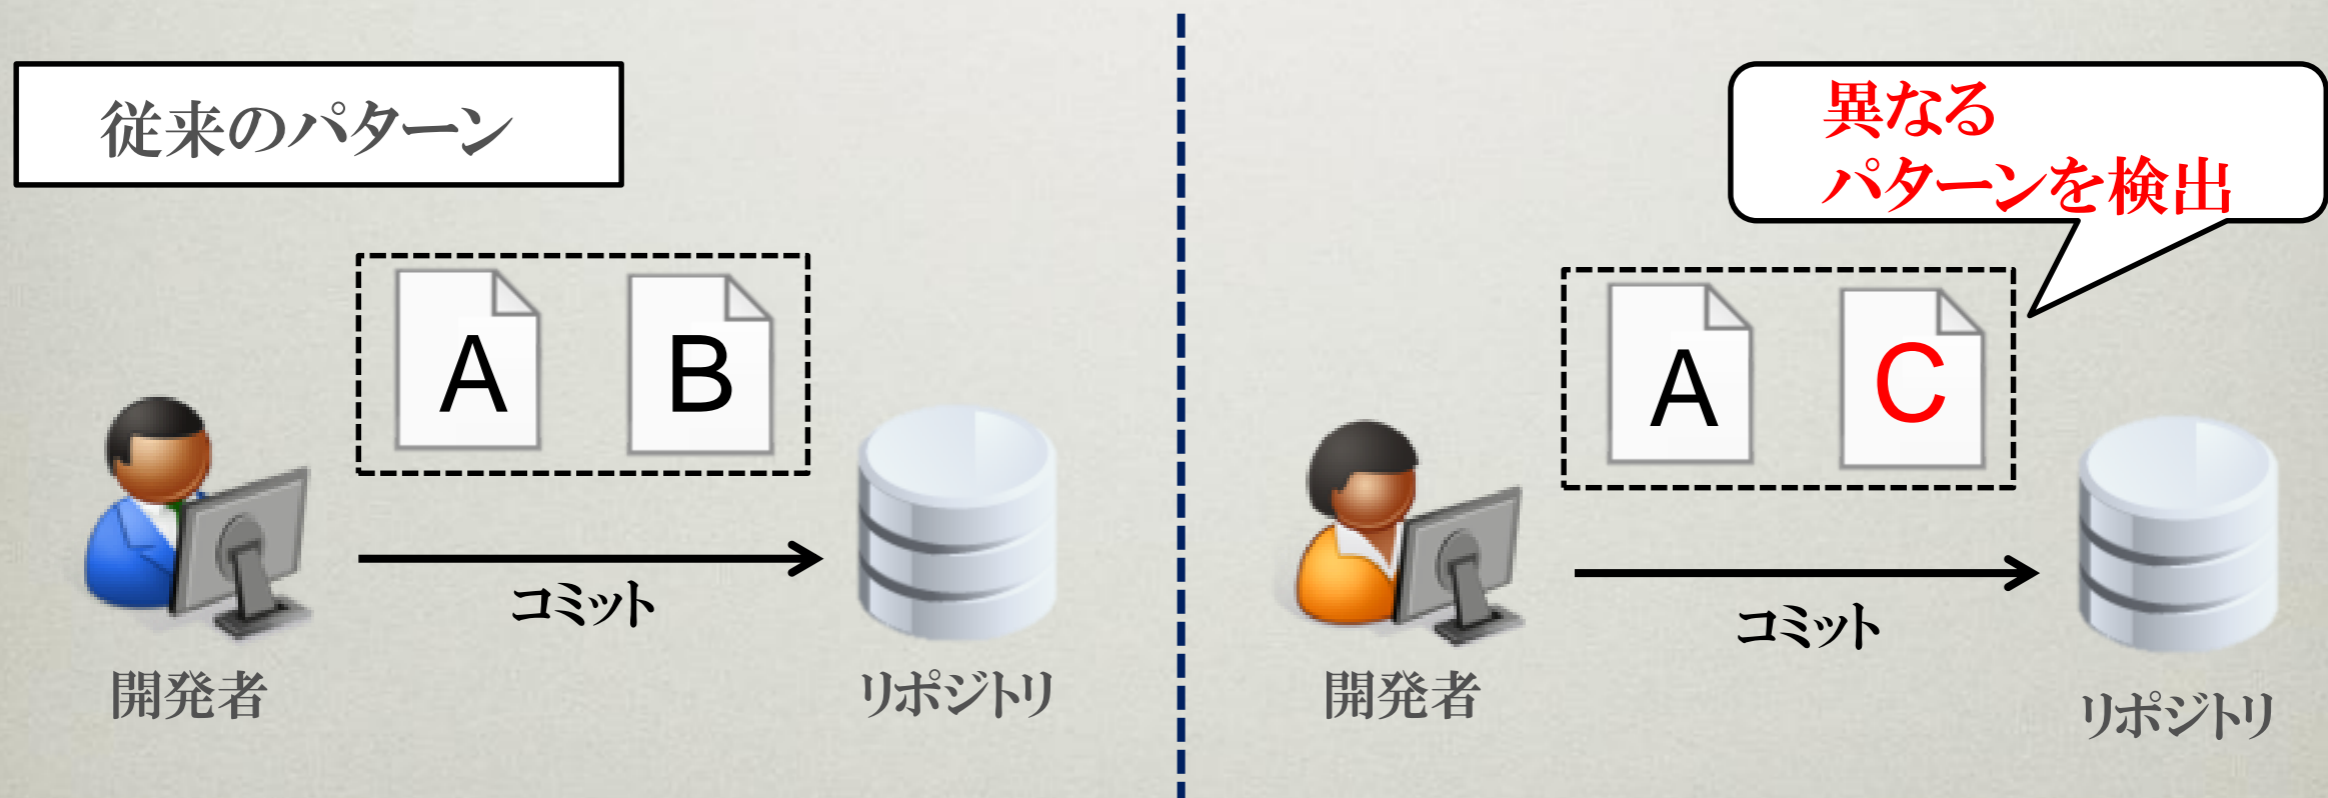 従来のパターン
A B
コミット
開発者
リポジトリ
異なる
パターンを検出
A C
コミット
開発者
リポジトリ